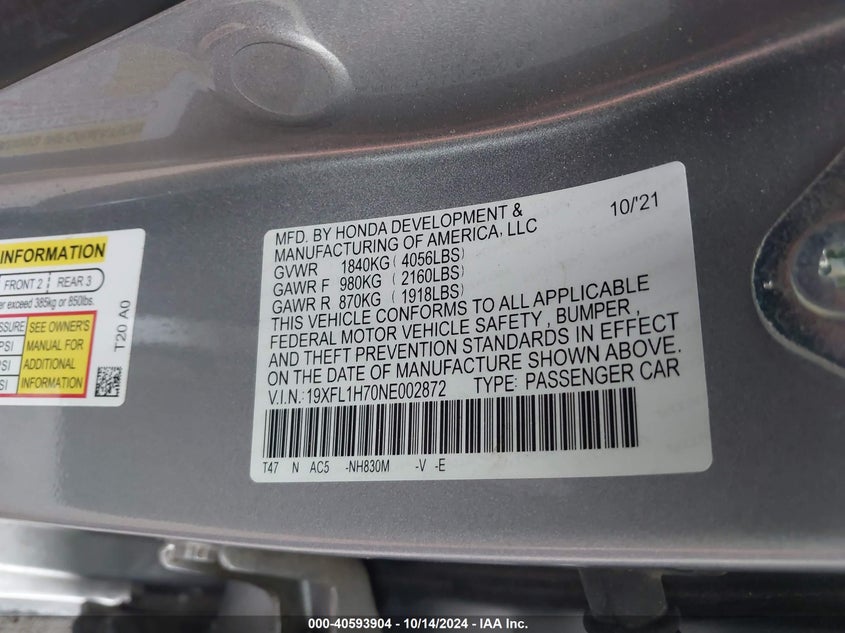 INFORMATION
FRONT 2 REAR 3
er exceed 385kg or 850lbs.
SSURE
PSI
SI
SI
SEE OWNER'S
MANUAL FOR
ADDITIONAL
INFORMATION
T20 A0
10/'21
MFD. BY HONDA DEVELOPMENT &
MANUFACTURING OF AMERICA, LLC
GVWR 1840KG ( 4056LBS)
GAWR F 980KG ( 2160LBS)
GAWR R 870KG ( 1918LBS)
THIS VEHICLE CONFORMS TO ALL APPLICABLE
FEDERAL MOTOR VEHICLE SAFETY , BUMPER ,
AND THEFT PREVENTION STANDARDS IN EFFECT
ON THE DATE OF MANUFACTURE SHOWN ABOVE.
V.I.N.: 19XFL1H70NE002872 TYPE: PASSENGER CAR
T47 N AC5 -NH830M -V -E
000-40593904 - 10/14/2024 - IAA Inc.